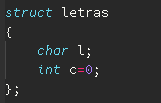 struct letras
{
    char l;
    int c=0;
};